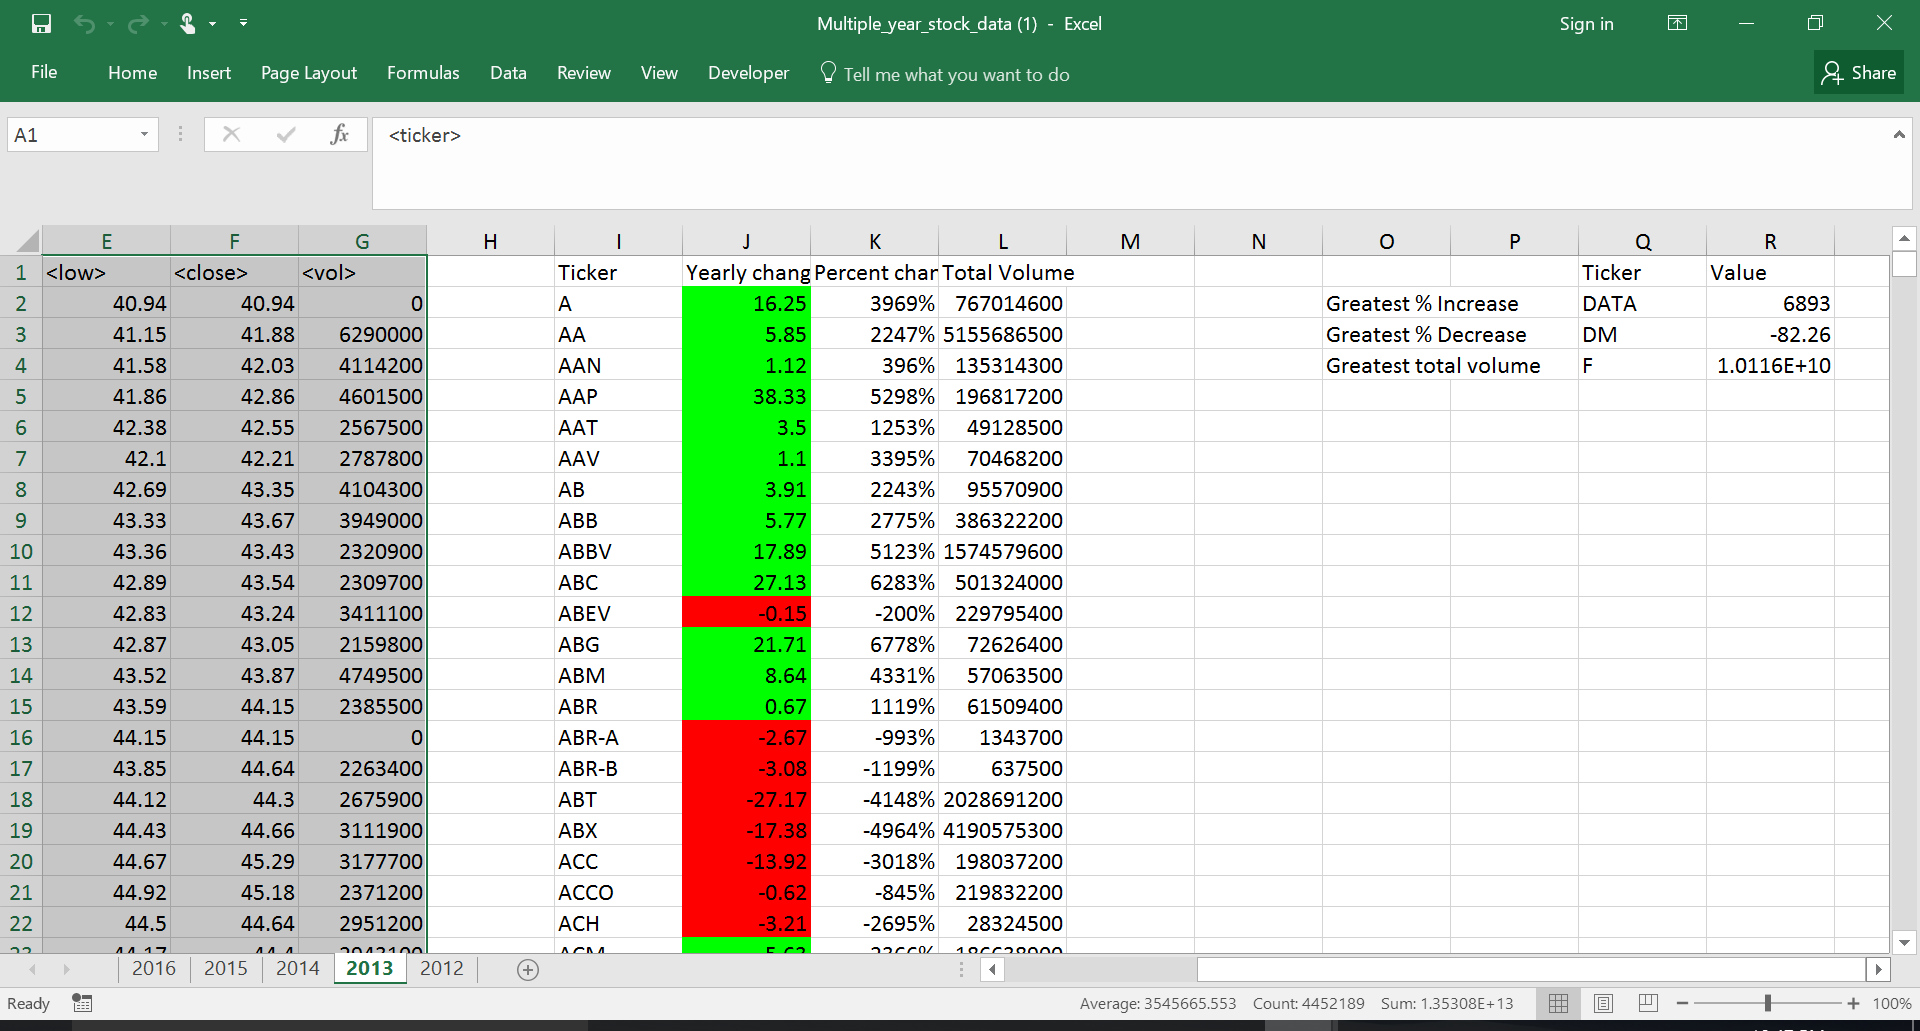 Multiple_year_stock_data (1) - Excel
Sign in
File Home Insert Page Layout Formulas Data Review View Developer Tell me what you want to do Share
A1 fx <ticker>
E F G H I J K L M N O P Q R
1 <low> <close> <vol> Ticker Yearly chang Percent char Total Volume Ticker Value
2 40.94 40.94 0 A 16.25 3969% 767014600 Greatest % Increase DATA 6893
3 41.15 41.88 6290000 AA 5.85 2247% 5155686500 Greatest % Decrease DM -82.26
4 41.58 42.03 4114200 AAN 1.12 396% 135314300 Greatest total volume F 1.0116E+10
5 41.86 42.86 4601500 AAP 38.33 5298% 196817200
6 42.38 42.55 2567500 AAT 3.5 1253% 49128500
7 42.1 42.21 2787800 AAV 1.1 3395% 70468200
8 42.69 43.35 4104300 AB 3.91 2243% 95570900
9 43.33 43.67 3949000 ABB 5.77 2775% 386322200
10 43.36 43.43 2320900 ABBV 17.89 5123% 1574579600
11 42.89 43.54 2309700 ABC 27.13 6283% 501324000
12 42.83 43.24 3411100 ABEV -0.15 -200% 229795400
13 42.87 43.05 2159800 ABG 21.71 6778% 72626400
14 43.52 43.87 4749500 ABM 8.64 4331% 57063500
15 43.59 44.15 2385500 ABR 0.67 1119% 61509400
16 44.15 44.15 0 ABR-A -2.67 -993% 1343700
17 43.85 44.64 2263400 ABR-B -3.08 -1199% 637500
18 44.12 44.3 2675900 ABT -27.17 -4148% 2028691200
19 44.43 44.66 3111900 ABX -17.38 -4964% 4190575300
20 44.67 45.29 3177700 ACC -13.92 -3018% 198037200
21 44.92 45.18 2371200 ACCO -0.62 -845% 219832200
22 44.5 44.64 2951200 ACH -3.21 -2695% 28324500
2016 2015 2014 2013 2012
Ready Average: 3545665.553 Count: 4452189 Sum: 1.35308E+13 100%